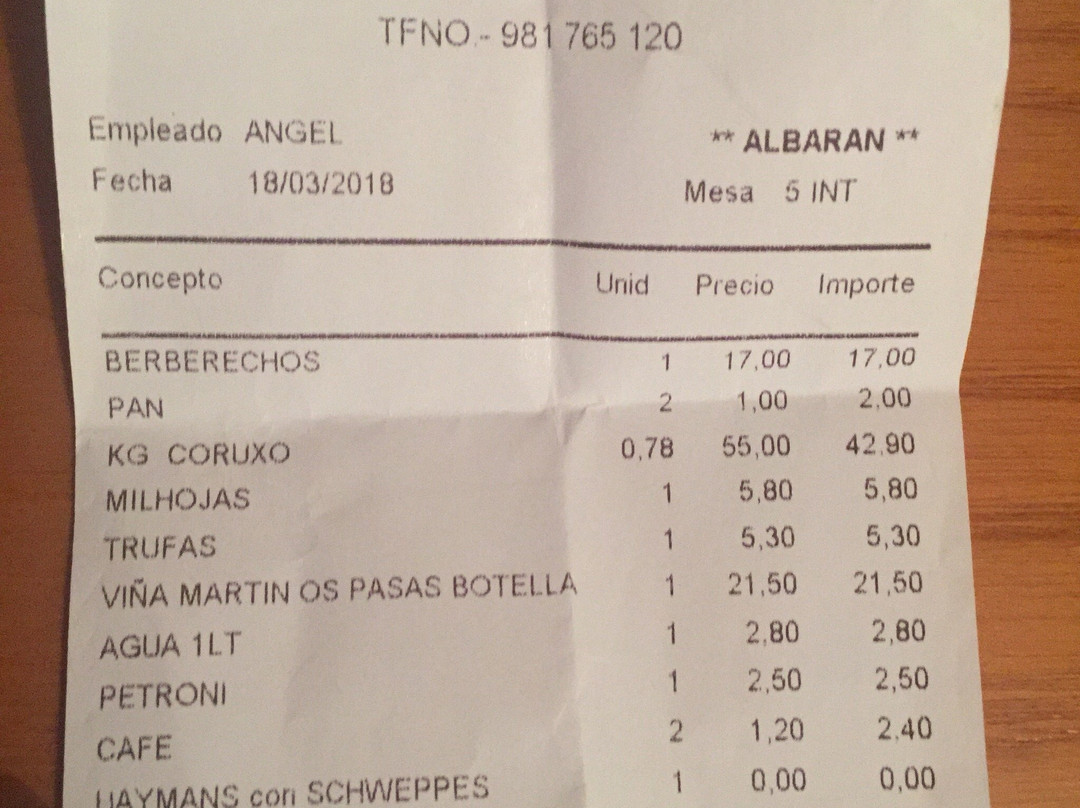 TFNO.- 981 765 120
Empleado ANGEL
** ALBARAN **
Fecha 18/03/2018
Mesa 5 INT
Concepto Unid Precio Importe
BERBERECHOS 1 17,00 17,00
PAN 2 1,00 2,00
KG CORUXO 0,78 55,00 42,90
MILHOJAS 1 5,80 5,80
TRUFAS 1 5,30 5,30
VIÑA MARTIN OS PASAS BOTELLA 1 21,50 21,50
AGUA 1LT 1 2,80 2,80
PETRONI 1 2,50 2,50
CAFE 2 1,20 2,40
HAYMANS con SCHWEPPES 1 0,00 0,00